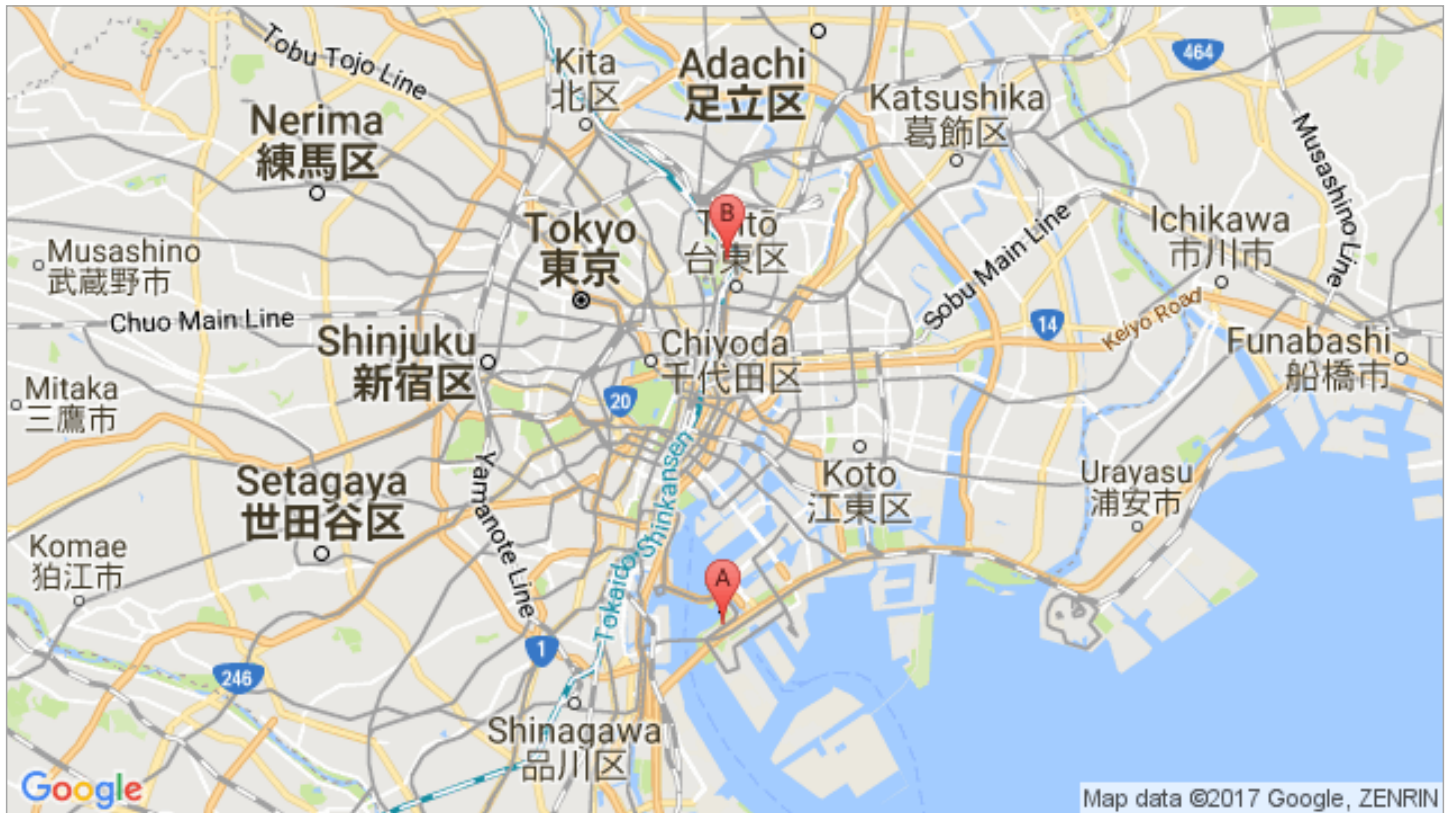 Tobu Tojo Line
Kita
北区
Adachi
足立区
464
Katsushika
葛飾区
Nerima
練馬区
Musashino Line
B
Ichikawa
市川市
Tokyo
東京
台東区
Musashino
武蔵野市
Sobu Main Line
Chuo Main Line
14
Keiyo Road
Shinjuku
新宿区
Chiyoda
千代田区
Funabashi
船橋市
Mitaka
三鷹市
20
Setagaya
世田谷区
Yamanote Line
Tokaido Shinkansen
Koto
江東区
Urayasu
浦安市
Komae
狛江市
A
1
246
Shinagawa
品川区
Google
Map data ©2017 Google, ZENRIN